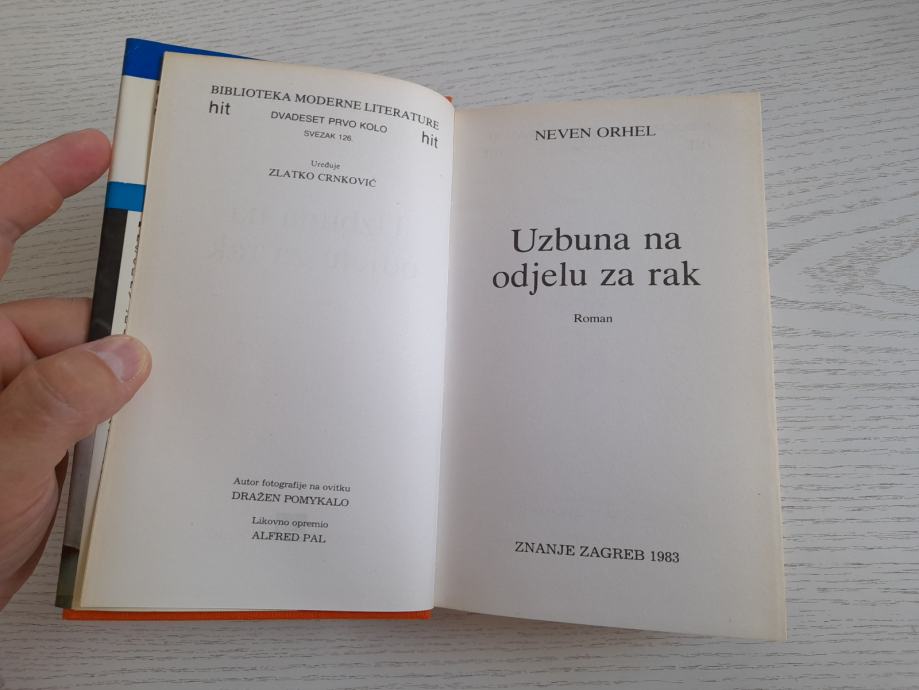 BIBLIOTEKA MODERNE LITERATURE
hit
hit
DVADESET PRVO KOLO
SVEZAK 126.
Uređuje
ZLATKO CRNKOVIĆ
Autor fotografije na ovitku
DRAŽEN POMYKALO
Likovno opremio
ALFRED PAL
NEVEN ORHEL
Uzbuna na
odjelu za rak
Roman
ZNANJE ZAGREB 1983